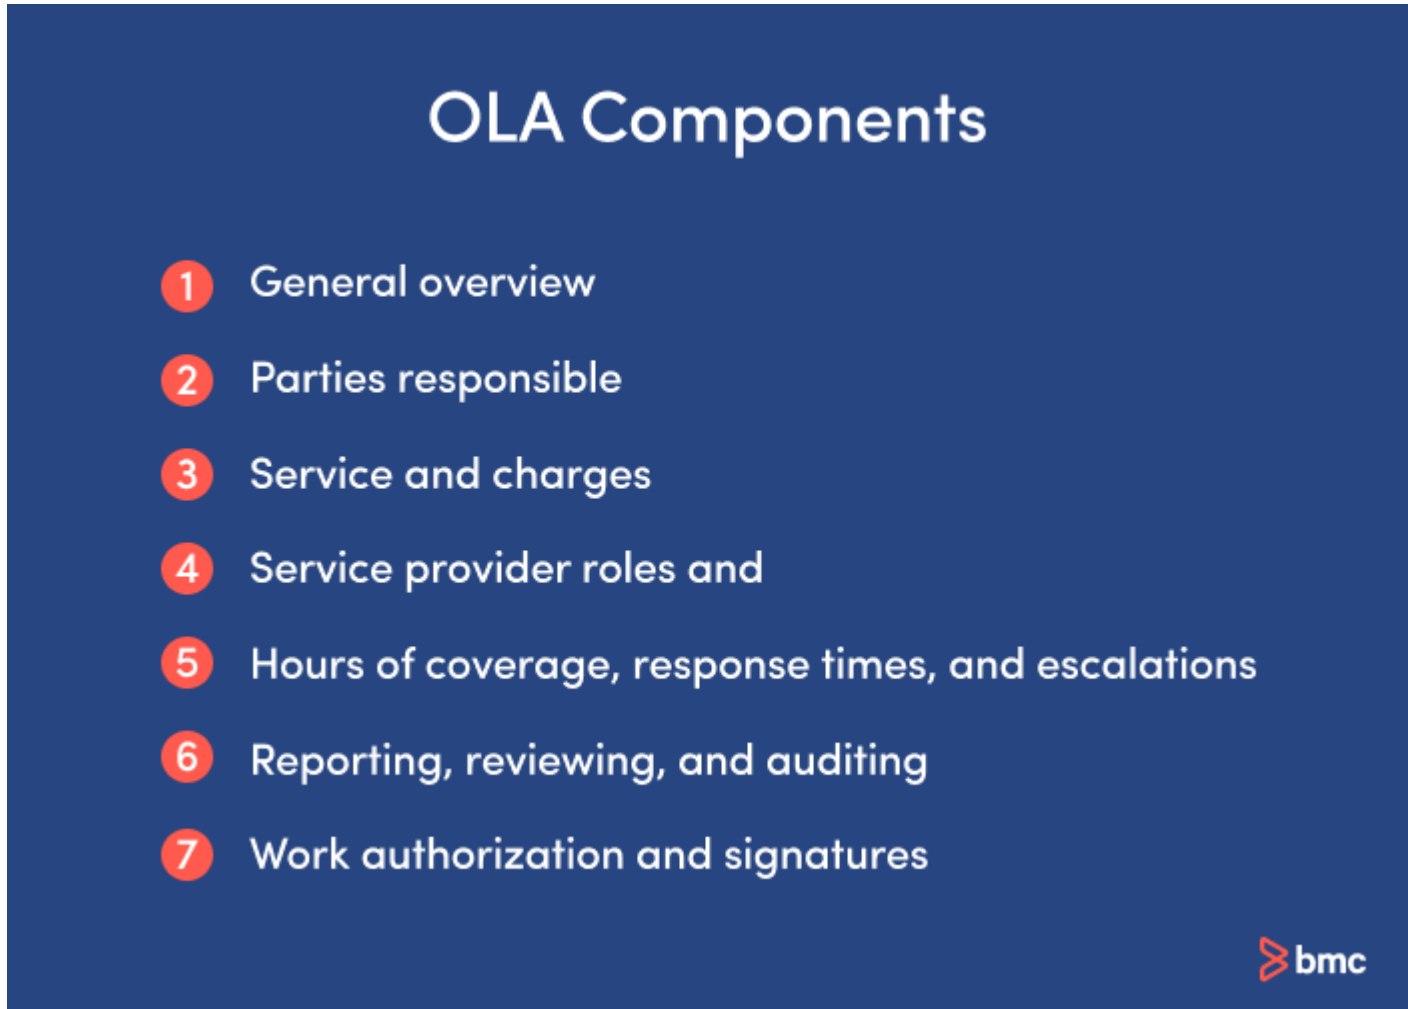 OLA Components
1 General overview
2 Parties responsible
3 Service and charges
4 Service provider roles and
5 Hours of coverage, response times, and escalations
6 Reporting, reviewing, and auditing
7 Work authorization and signatures
bmc